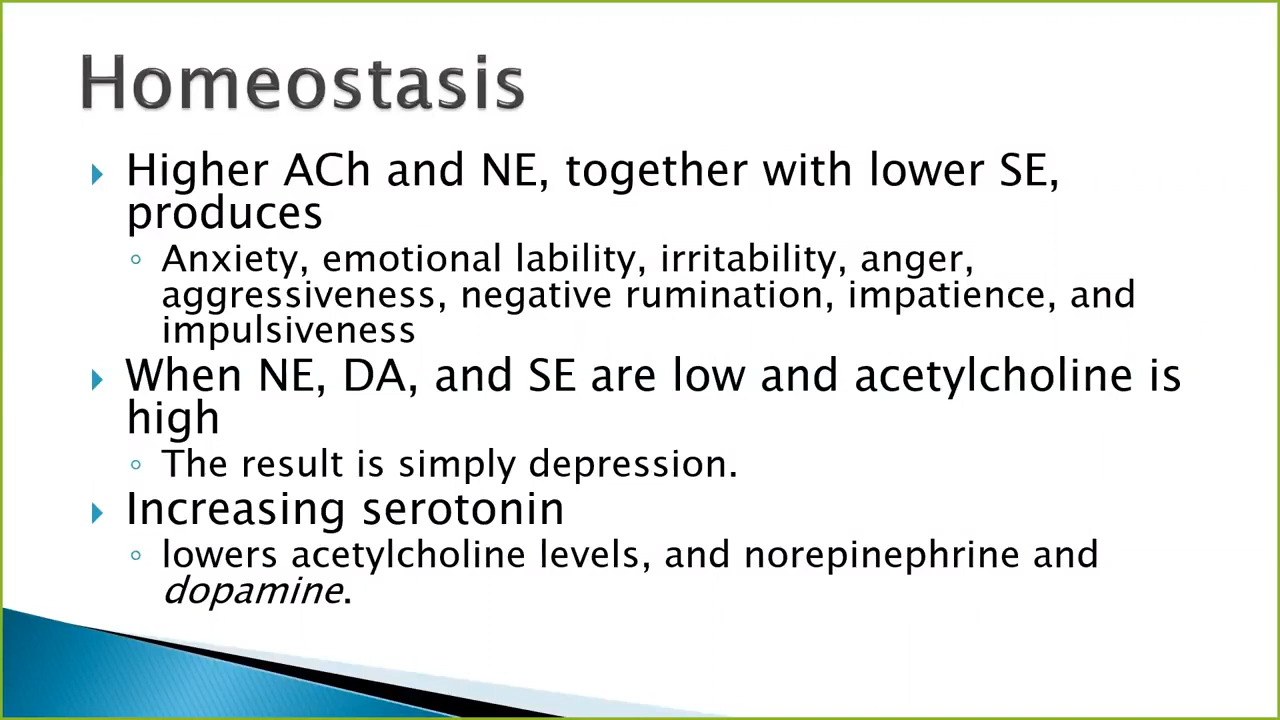 Homeostasis
Higher ACh and NE, together with lower SE,
produces
Anxiety, emotional lability, irritability, anger,
aggressiveness, negative rumination, impatience, and
impulsiveness
When NE, DA, and SE are low and acetylcholine is
high
The result is simply depression.
Increasing serotonin
lowers acetylcholine levels, and norepinephrine and
dopamine.